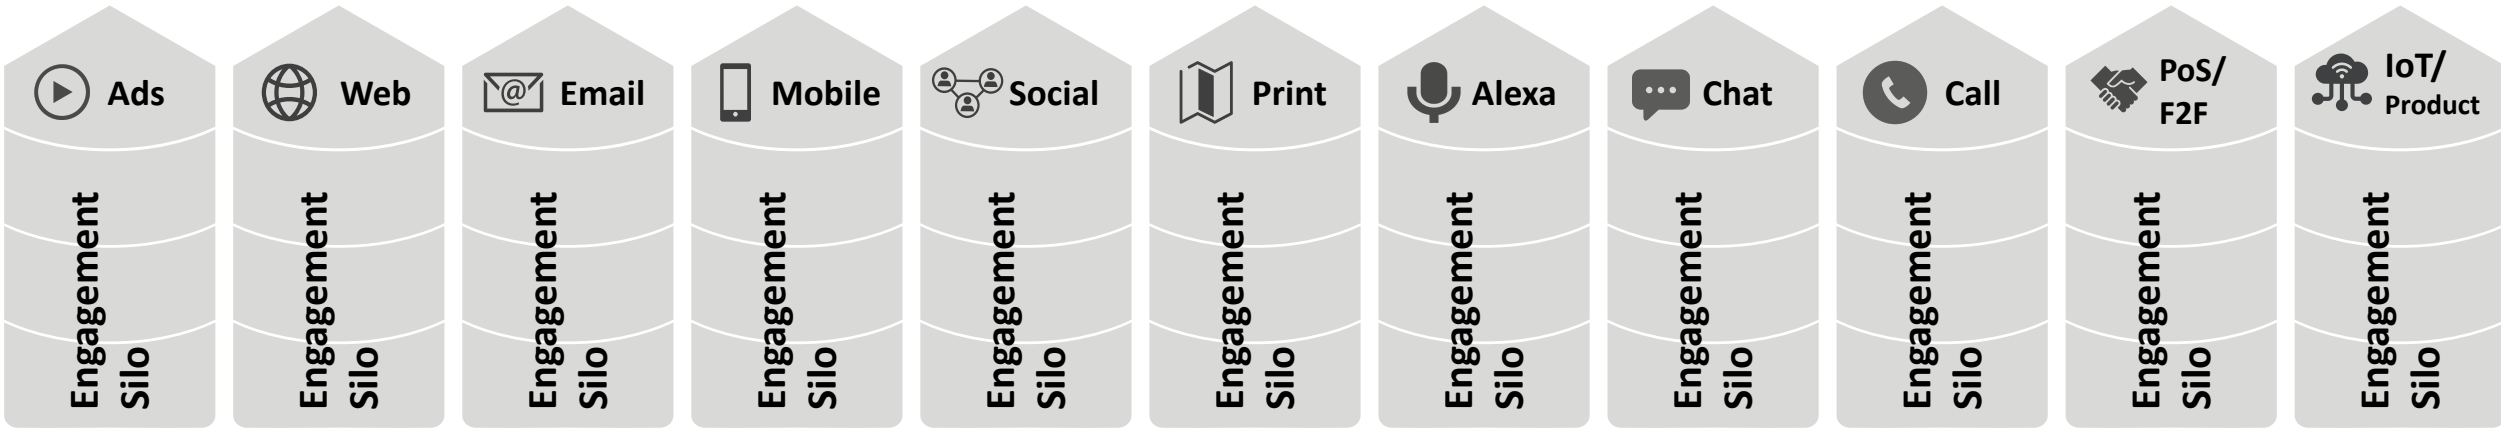 Ads
Engagement
Silo
Web
Engagement
Silo
@
Email
Engagement
Silo
Mobile
Engagement
Silo
Social
Engagement
Silo
Print
Engagement
Silo
Alexa
Engagement
Silo
Chat
Engagement
Silo
Call
Engagement
Silo
PoS/
F2F
Engagement
Silo
IoT/
Product
Engagement
Silo